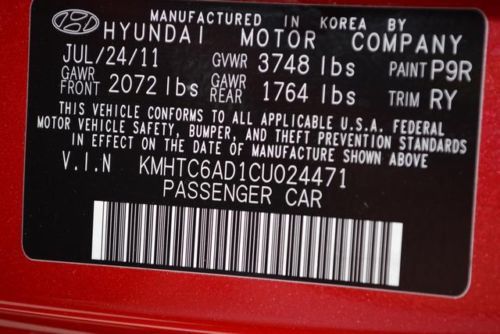 MANUFACTURED IN KOREA BY
HYUNDAI MOTOR COMPANY
JUL/24/11 GVWR 3748 lbs PAINT P9R
GAWR FRONT 2072 lbs GAWR REAR 1764 lbs TRIM RY
THIS VEHICLE CONFORMS TO ALL APPLICABLE U.S.A. FEDERAL
MOTOR VEHICLE SAFETY, BUMPER, AND THEFT PREVENTION STANDARDS
IN EFFECT ON THE DATE OF MANUFACTURE SHOWN ABOVE
V.I.N KMHTC6AD1CU024471
PASSENGER CAR